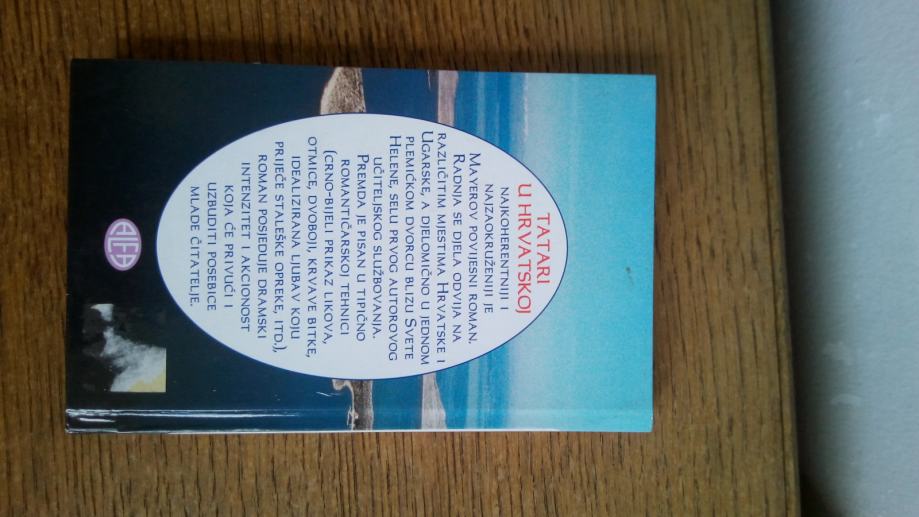 TATARI
U HRVATSKOJ
NAJKOHERENTNIJI I
NAJZAOKRUŽENIJI JE
MAYEROV POVIJESNI ROMAN.
RADNJA SE DJELA ODVIJA NA
RAZLIČITIM MJESTIMA HRVATSKE I
UGARSKE, A DJELOMIČNO U JEDNOM
PLEMIĆKOM DVORCU BLIZU SVETE
HELENE, SELU PRVOG AUTOROVOG
UČITELJSKOG SLUŽBOVANJA.
PREMDA JE PISAN U TIPIČNO
ROMANTIČARSKOJ TEHNICI
(CRNO-BIJELI PRIKAZ LIKOVA,
OTMICE, DVOBOJI, KRVAVE BITKE,
IDEALIZIRANA LJUBAV KOJU
PRIJEČE STALEŠKE OPREKE, ITD.),
ROMAN POSJEDUJE DRAMSKI
INTENZITET I AKCIONOST
KOJA ĆE PRIVUĆI I
UZBUDITI POSEBICE
MLAĐE ČITATELJE.
ALFA